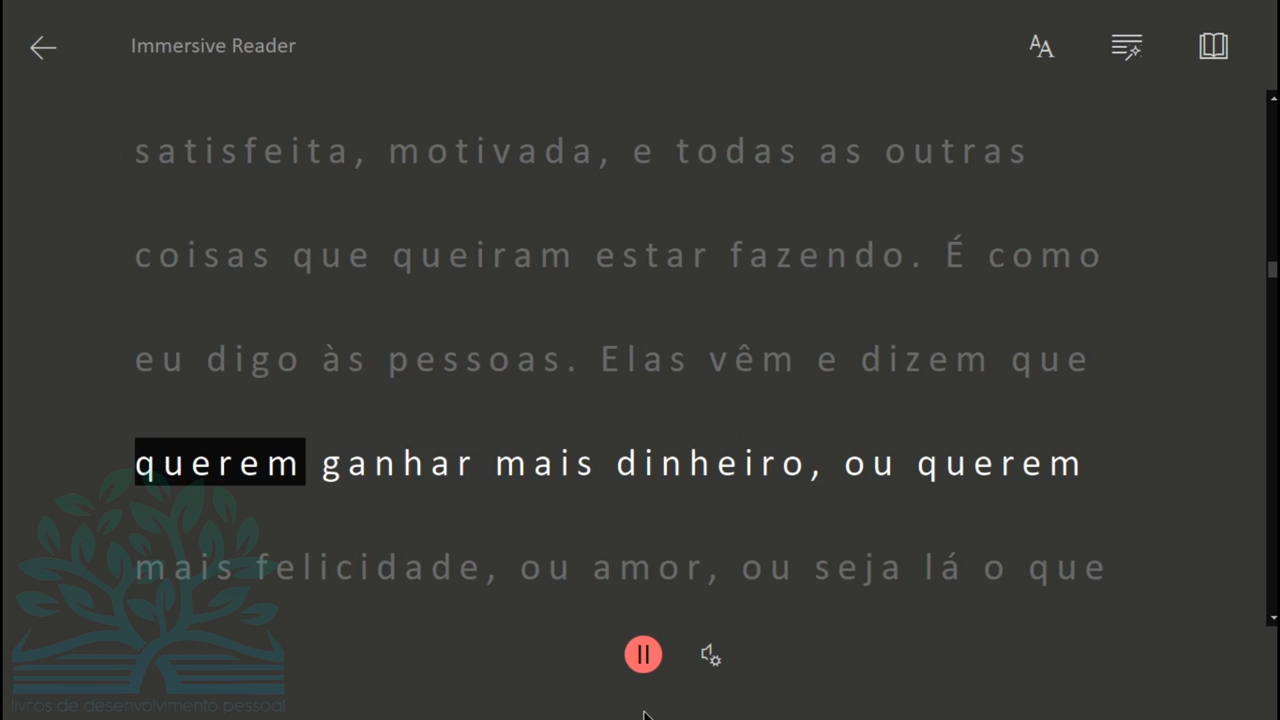 Immersive Reader
satisfeita, motivada, e todas as outras
coisas que queiram estar fazendo. É como
eu digo às pessoas. Elas vêm e dizem que
querem ganhar mais dinheiro, ou querem
mais felicidade, ou amor, ou seja lá o que
livros de desenvolvimento pessoal